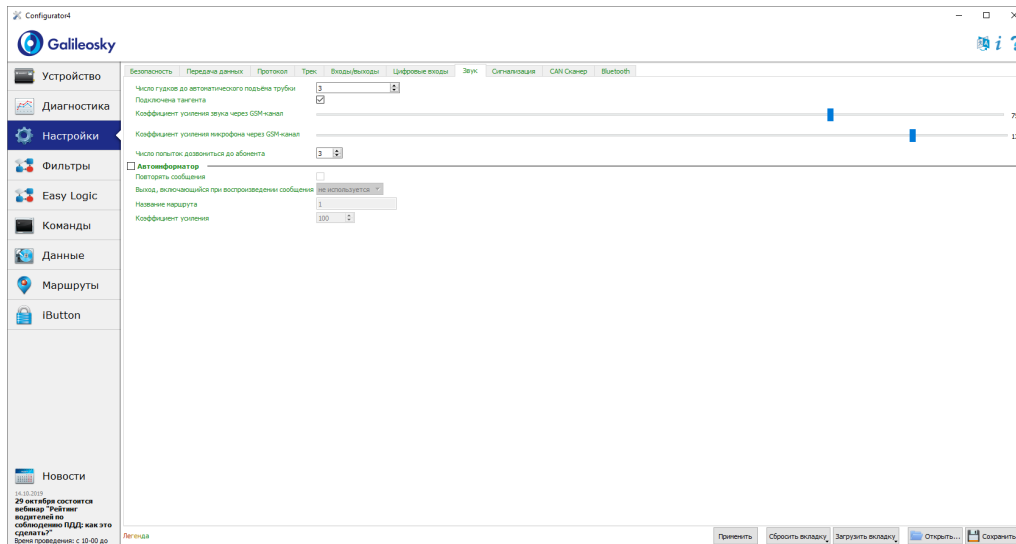 Configurator4
Galileosky
Устройство
Диагностика
Настройки
Фильтры
Easy Logic
Команды
Данные
Маршруты
iButton
Безопасность Передача данных Протокол Трек Входы/выходы Цифровые входы Звук Сигнализация CAN Сканер Bluetooth
Число гудков до автоматического подъёма трубки 3
Подключена тангента
Коэффициент усиления звука через GSM-канал
Коэффициент усиления микрофона через GSM-канал
Число попыток дозвониться до абонента 3
Автоинформатор
Повторять сообщения
Выход, включающийся при воспроизведении сообщения не используется
Название маршрута 1
Коэффициент усиления 100
Новости
14.10.2019
29 октября состоится
вебинар "Рейтинг
водителей по
соблюдению ПДД: как это
сделать?"
Время проведения: с 10-00 до
Легенда
Применить Сбросить вкладку Загрузить вкладку Открыть... Сохранить